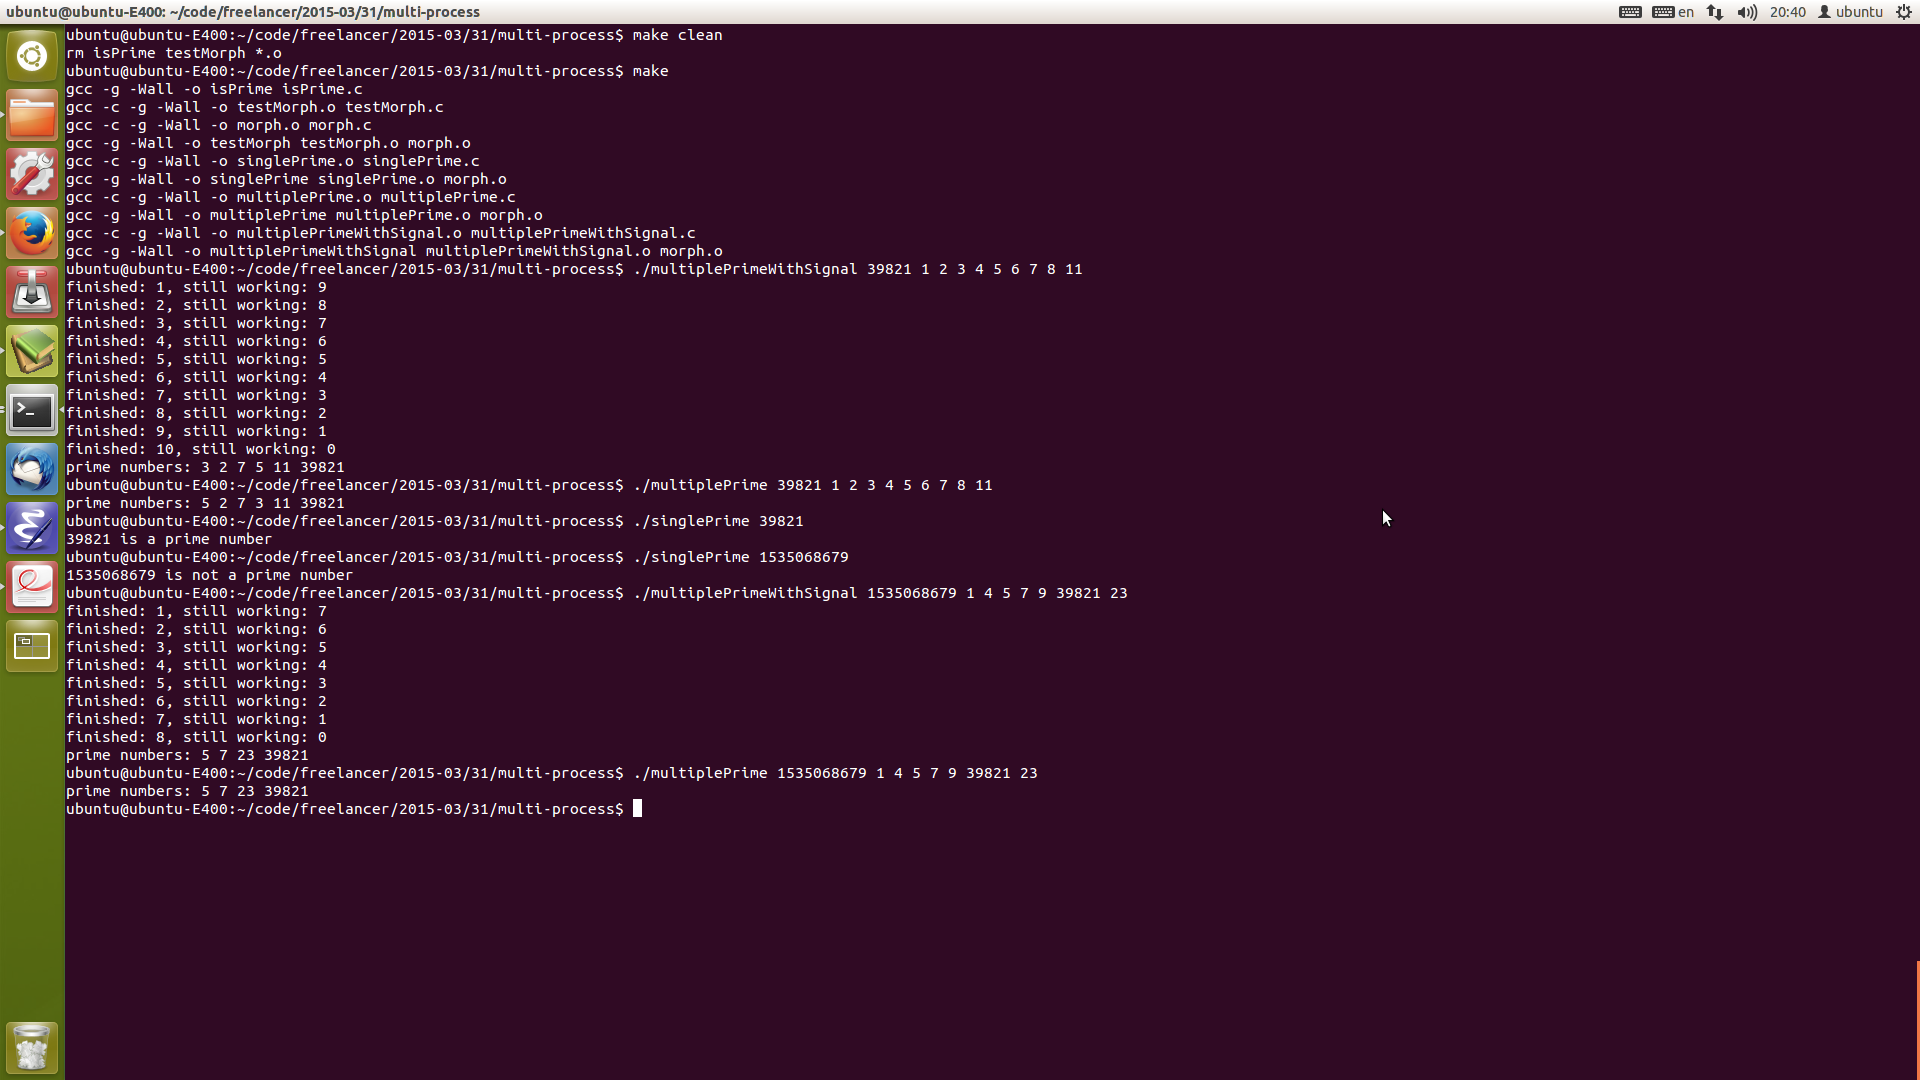 ubuntu@ubuntu-E400: ~/code/freelancer/2015-03/31/multi-process
en
20:40
ubuntu
ubuntu@ubuntu-E400:~/code/freelancer/2015-03/31/multi-process$ make clean
rm isPrime testMorph *.o
ubuntu@ubuntu-E400:~/code/freelancer/2015-03/31/multi-process$ make
gcc -g -Wall -o isPrime isPrime.c
gcc -c -g -Wall -o testMorph.o testMorph.c
gcc -c -g -Wall -o morph.o morph.c
gcc -g -Wall -o testMorph testMorph.o morph.o
gcc -c -g -Wall -o singlePrime.o singlePrime.c
gcc -g -Wall -o singlePrime singlePrime.o morph.o
gcc -c -g -Wall -o multiplePrime.o multiplePrime.c
gcc -g -Wall -o multiplePrime multiplePrime.o morph.o
gcc -c -g -Wall -o multiplePrimeWithSignal.o multiplePrimeWithSignal.c
gcc -g -Wall -o multiplePrimeWithSignal multiplePrimeWithSignal.o morph.o
ubuntu@ubuntu-E400:~/code/freelancer/2015-03/31/multi-process$ ./multiplePrimeWithSignal 39821 1 2 3 4 5 6 7 8 11
finished: 1, still working: 9
finished: 2, still working: 8
finished: 3, still working: 7
finished: 4, still working: 6
finished: 5, still working: 5
finished: 6, still working: 4
finished: 7, still working: 3
finished: 8, still working: 2
finished: 9, still working: 1
finished: 10, still working: 0
prime numbers: 3 2 7 5 11 39821
ubuntu@ubuntu-E400:~/code/freelancer/2015-03/31/multi-process$ ./multiplePrime 39821 1 2 3 4 5 6 7 8 11
prime numbers: 5 2 7 3 11 39821
ubuntu@ubuntu-E400:~/code/freelancer/2015-03/31/multi-process$ ./singlePrime 39821
39821 is a prime number
ubuntu@ubuntu-E400:~/code/freelancer/2015-03/31/multi-process$ ./singlePrime 1535068679
1535068679 is not a prime number
ubuntu@ubuntu-E400:~/code/freelancer/2015-03/31/multi-process$ ./multiplePrimeWithSignal 1535068679 1 4 5 7 9 39821 23
finished: 1, still working: 7
finished: 2, still working: 6
finished: 3, still working: 5
finished: 4, still working: 4
finished: 5, still working: 3
finished: 6, still working: 2
finished: 7, still working: 1
finished: 8, still working: 0
prime numbers: 5 7 23 39821
ubuntu@ubuntu-E400:~/code/freelancer/2015-03/31/multi-process$ ./multiplePrime 1535068679 1 4 5 7 9 39821 23
prime numbers: 5 7 23 39821
ubuntu@ubuntu-E400:~/code/freelancer/2015-03/31/multi-process$